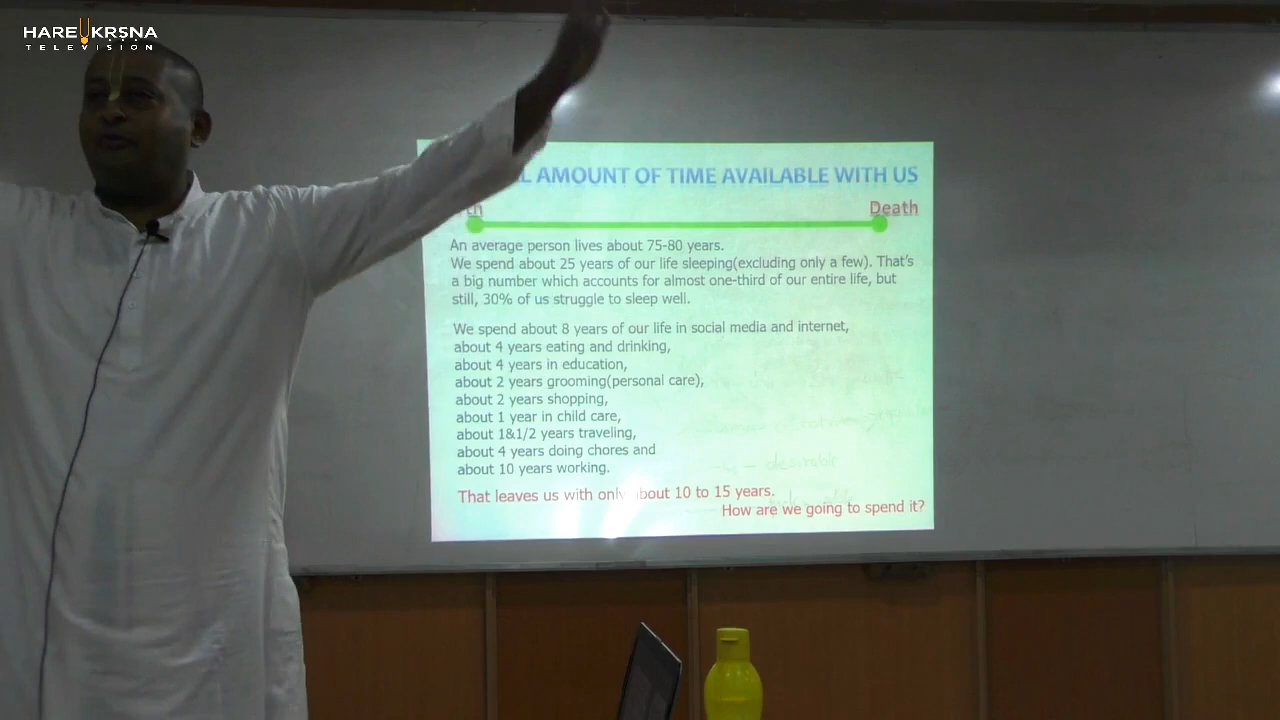 HARE KRSNA
TELEVISION
AMOUNT OF TIME AVAILABLE WITH US
Death
An average person lives about 75-80 years.
We spend about 25 years of our life sleeping(excluding only a few). That's
a big number which accounts for almost one-third of our entire life, but
still, 30% of us struggle to sleep well.
We spend about 8 years of our life in social media and internet,
about 4 years eating and drinking,
about 4 years in education,
about 2 years grooming(personal care),
about 2 years shopping,
about 1 year in child care,
about 1&1/2 years traveling,
about 4 years doing chores and
about 10 years working.
That leaves us with only about 10 to 15 years.
How are we going to spend it?
desirable